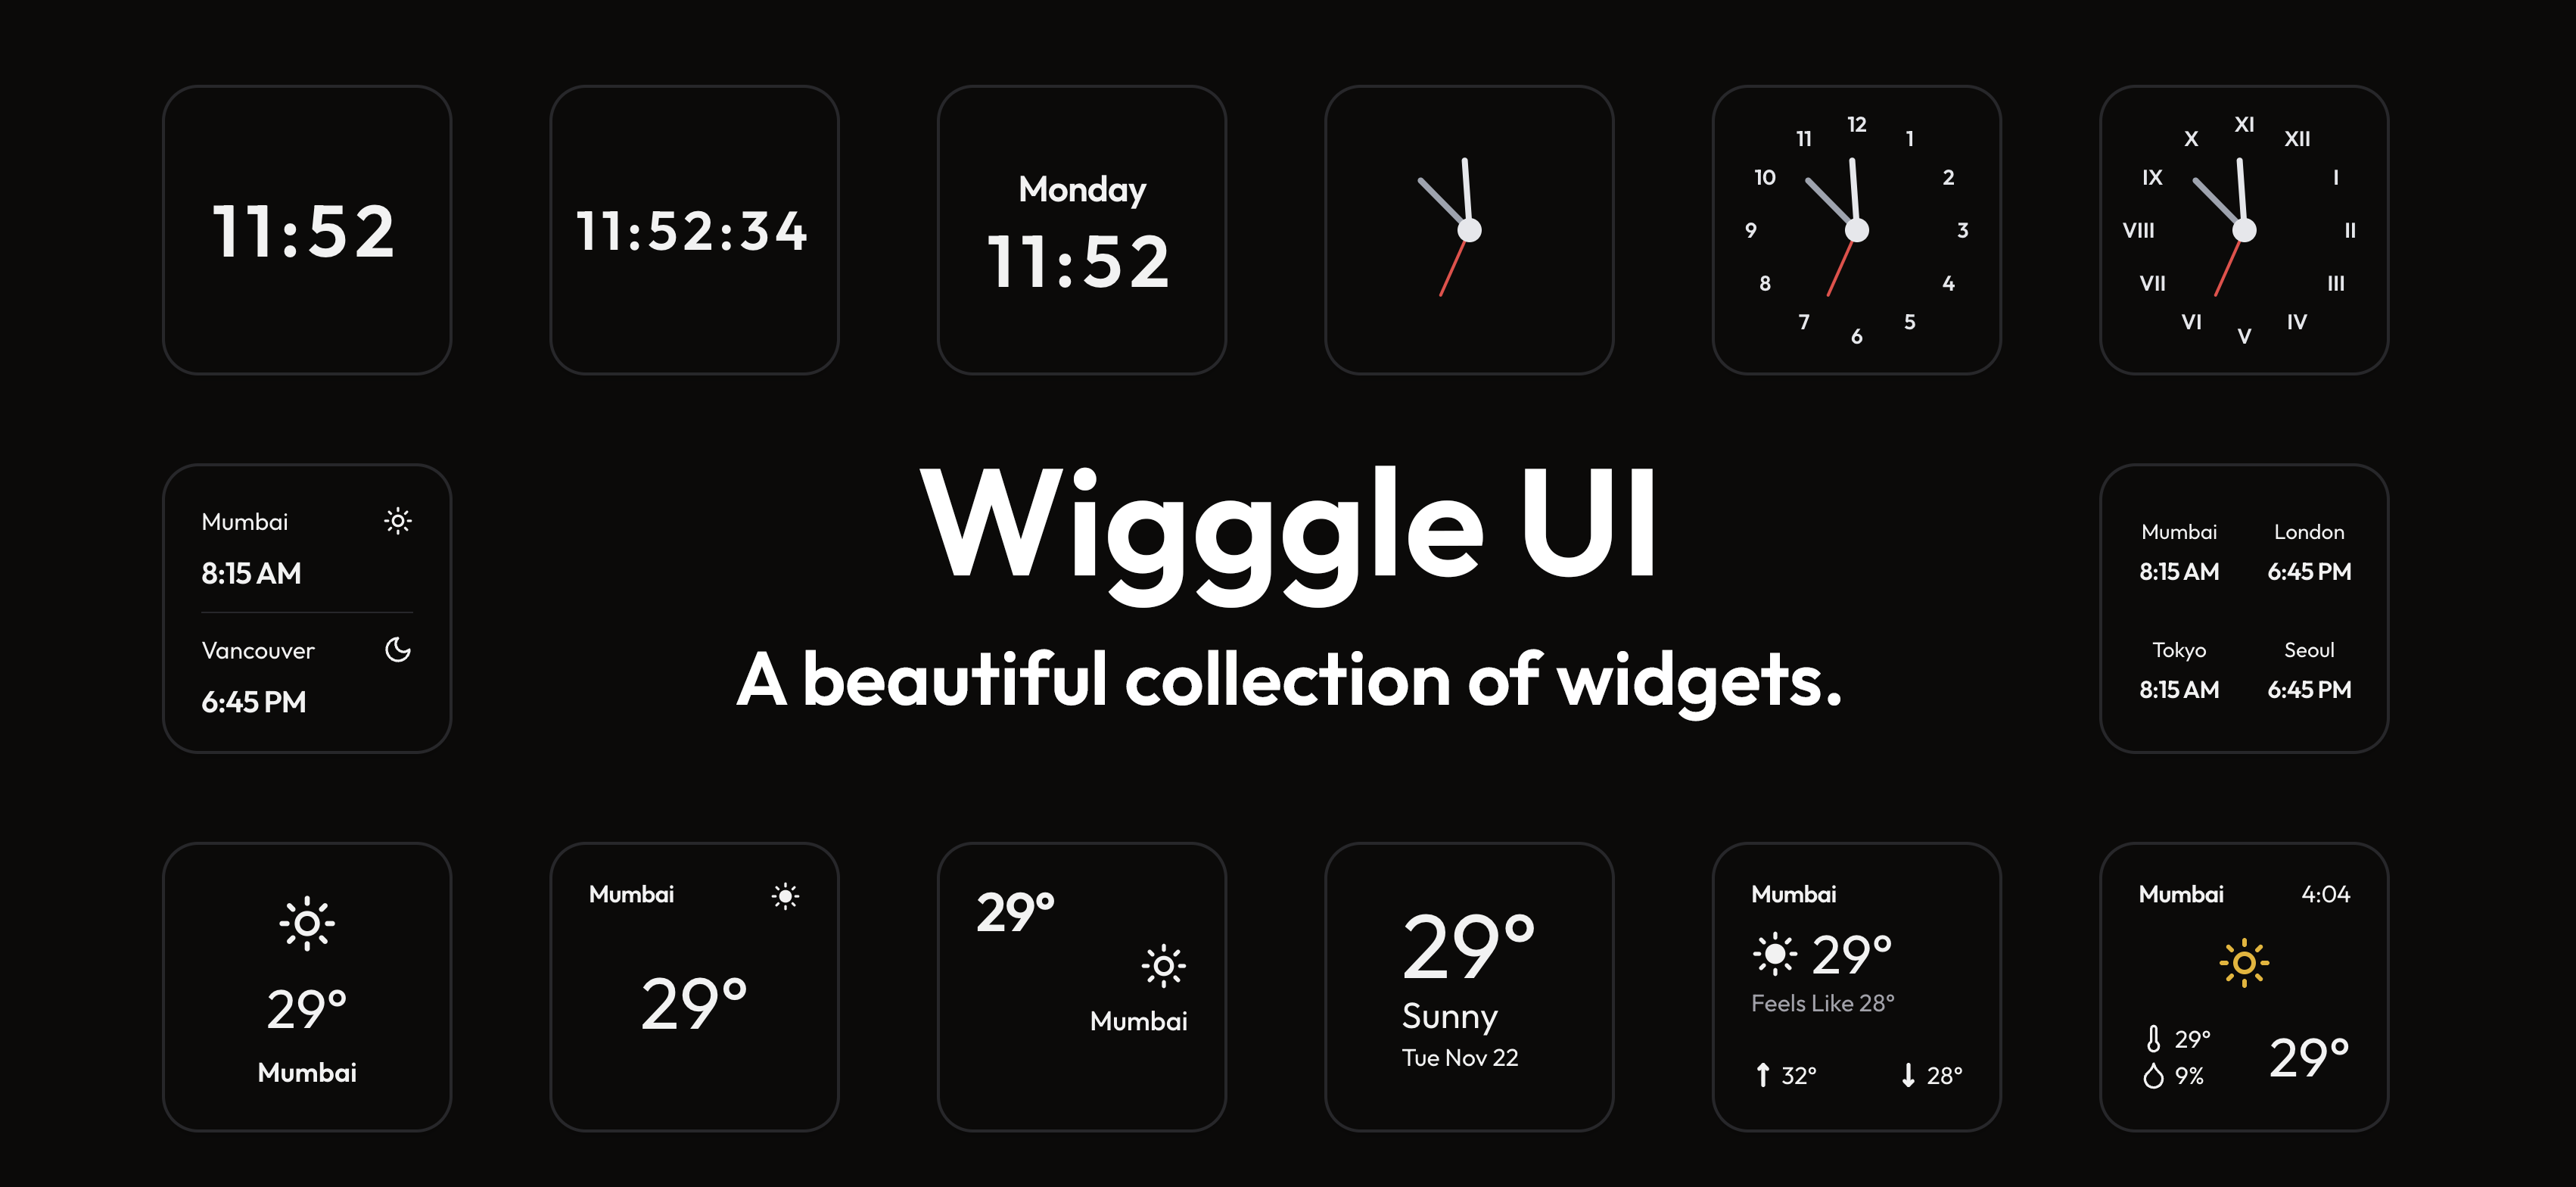 11:52
11:52:34
Monday
11:52
12
11
1
10
2
9
3
8
4
7
5
6
XI
X
XII
IX
I
VIII
II
VII
III
VI
IV
V
Mumbai
8:15 AM
Vancouver
6:45 PM
Wigggle UI
A beautiful collection of widgets.
Mumbai London
8:15 AM 6:45 PM
Tokyo Seoul
8:15 AM 6:45 PM
29°
Mumbai
Mumbai
29°
29°
Mumbai
29°
Sunny
Tue Nov 22
Mumbai
29°
Feels Like 28°
32° 28°
Mumbai 4:04
29°
9%
29°